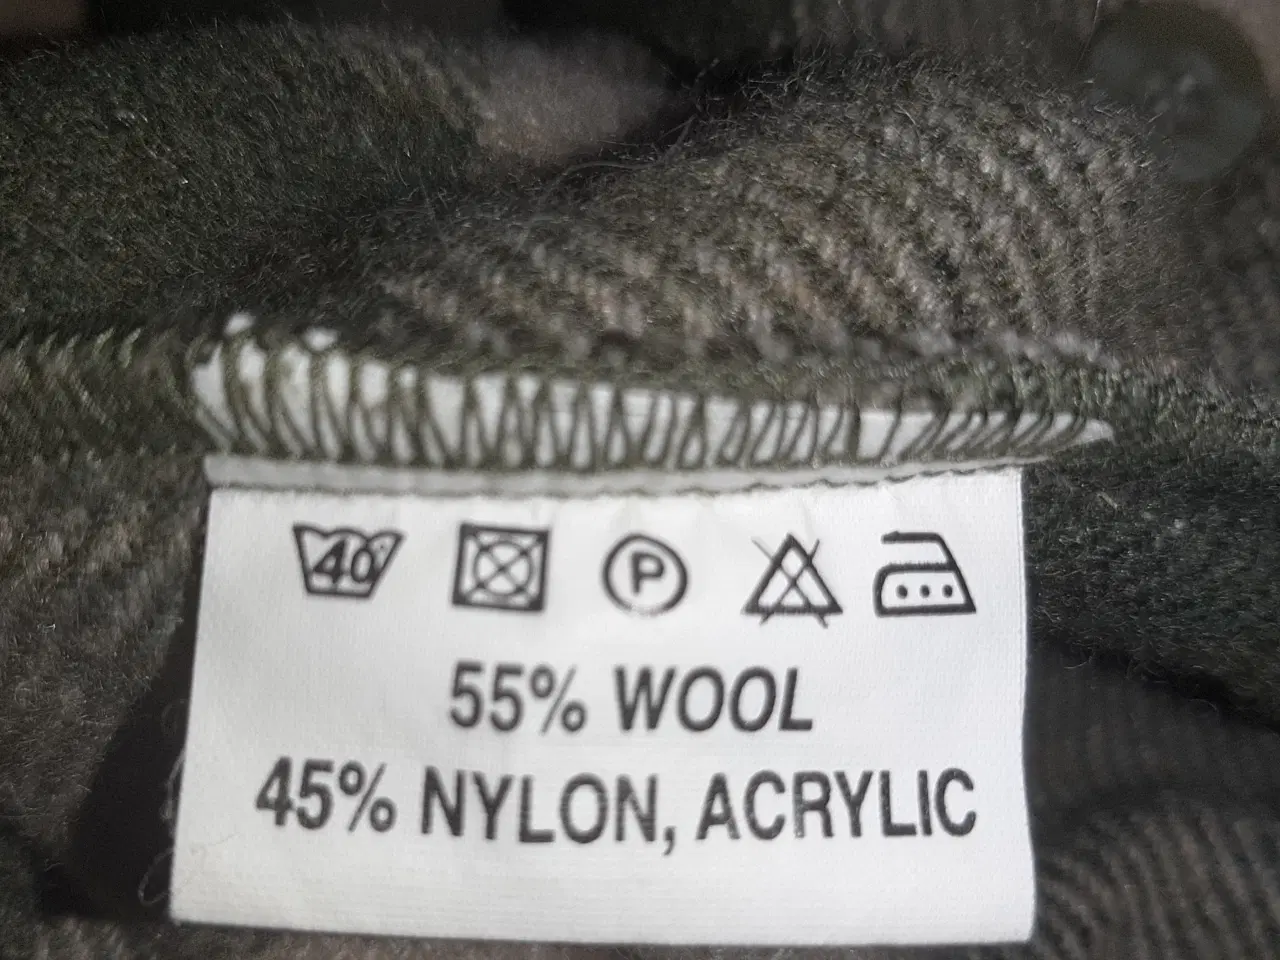 40 P
55% WOOL
45% NYLON, ACRYLIC